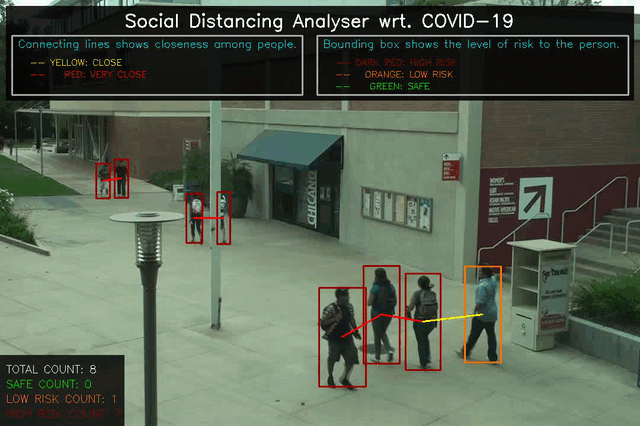 Social Distancing Analyser wrt. COVID-19
Connecting lines shows closeness among people.
-- YELLOW: CLOSE
-- RED: VERY CLOSE
Bounding box shows the level of risk to the person.
-- DARK RED: HIGH RISK
-- ORANGE: LOW RISK
-- GREEN: SAFE
CHICANO
TOTAL COUNT: 8
SAFE COUNT: 0
LOW RISK COUNT: 1
HIGH RISK COUNT: 7